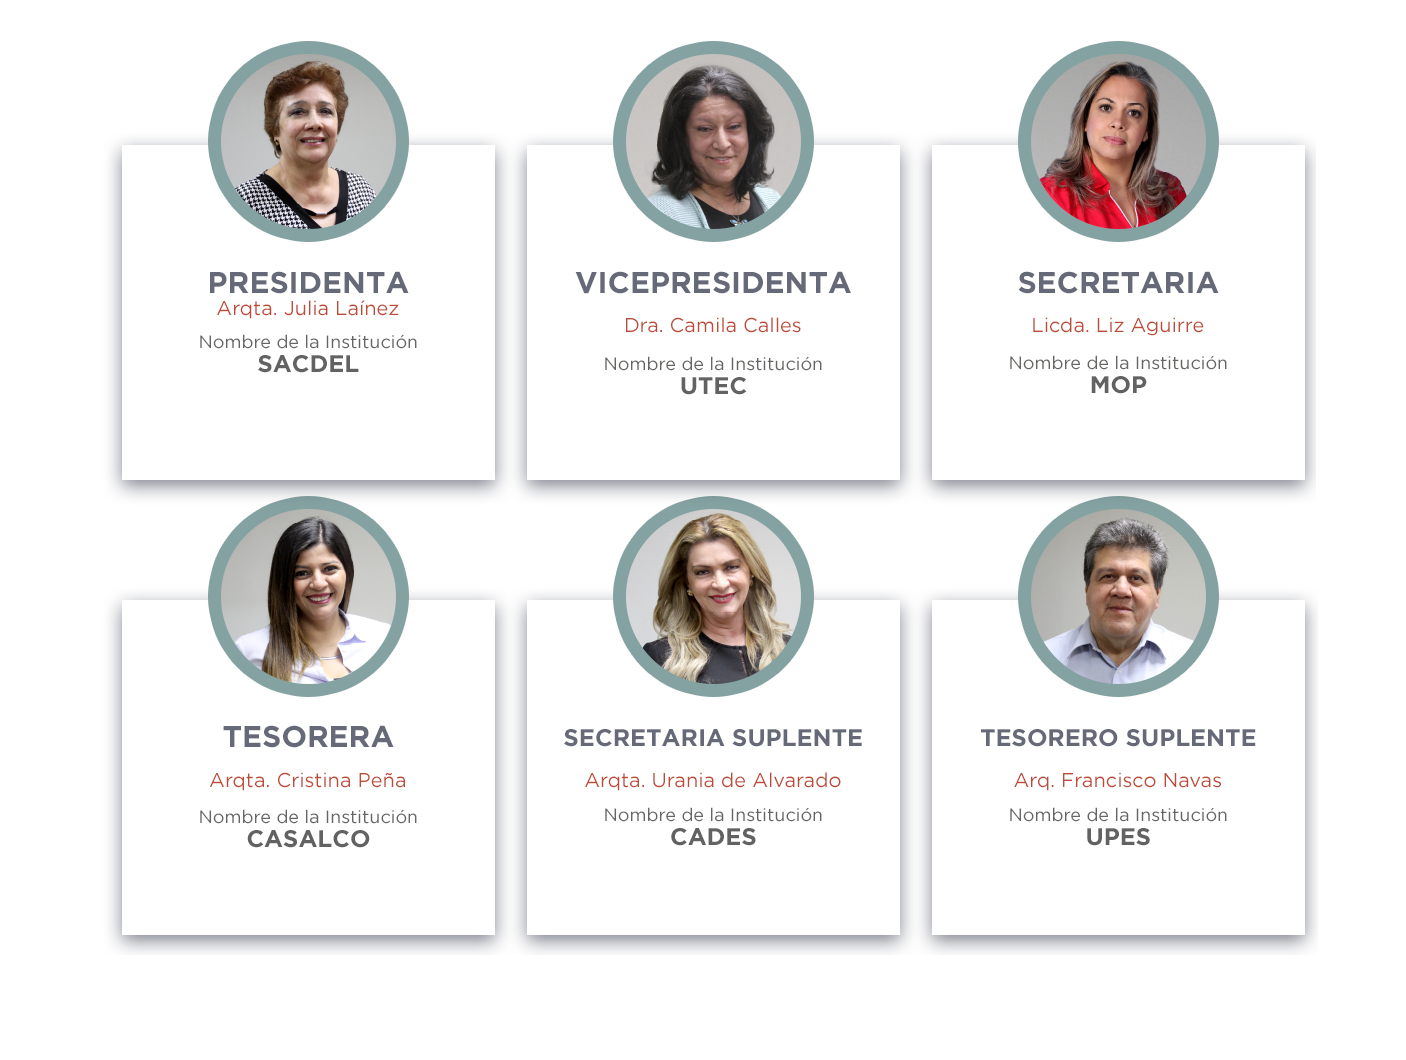 PRESIDENTA
Arqta. Julia Laínez
Nombre de la Institución
SACDEL
VICEPRESIDENTA
Dra. Camila Calles
Nombre de la Institución
UTEC
SECRETARIA
Licda. Liz Aguirre
Nombre de la Institución
MOP
TESORERA
Arqta. Cristina Peña
Nombre de la Institución
CASALCO
SECRETARIA SUPLENTE
Arqta. Urania de Alvarado
Nombre de la Institución
CADES
TESORERO SUPLENTE
Arq. Francisco Navas
Nombre de la Institución
UPES